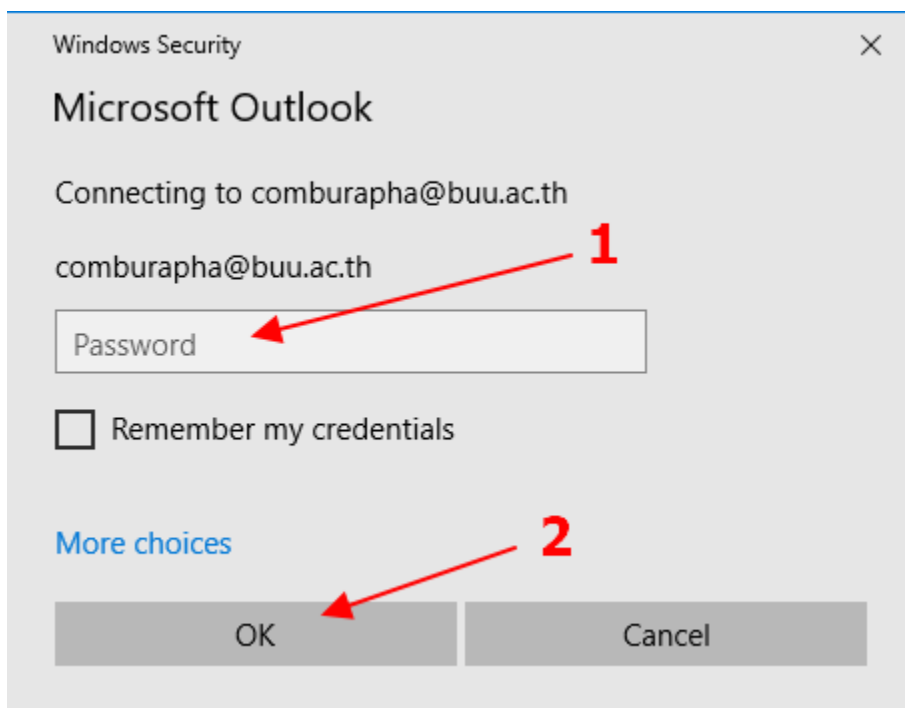 Windows Security
Microsoft Outlook
Connecting to comburapha@buu.ac.th
1
comburapha@buu.ac.th
Password
Remember my credentials
More choices
2
OK
Cancel